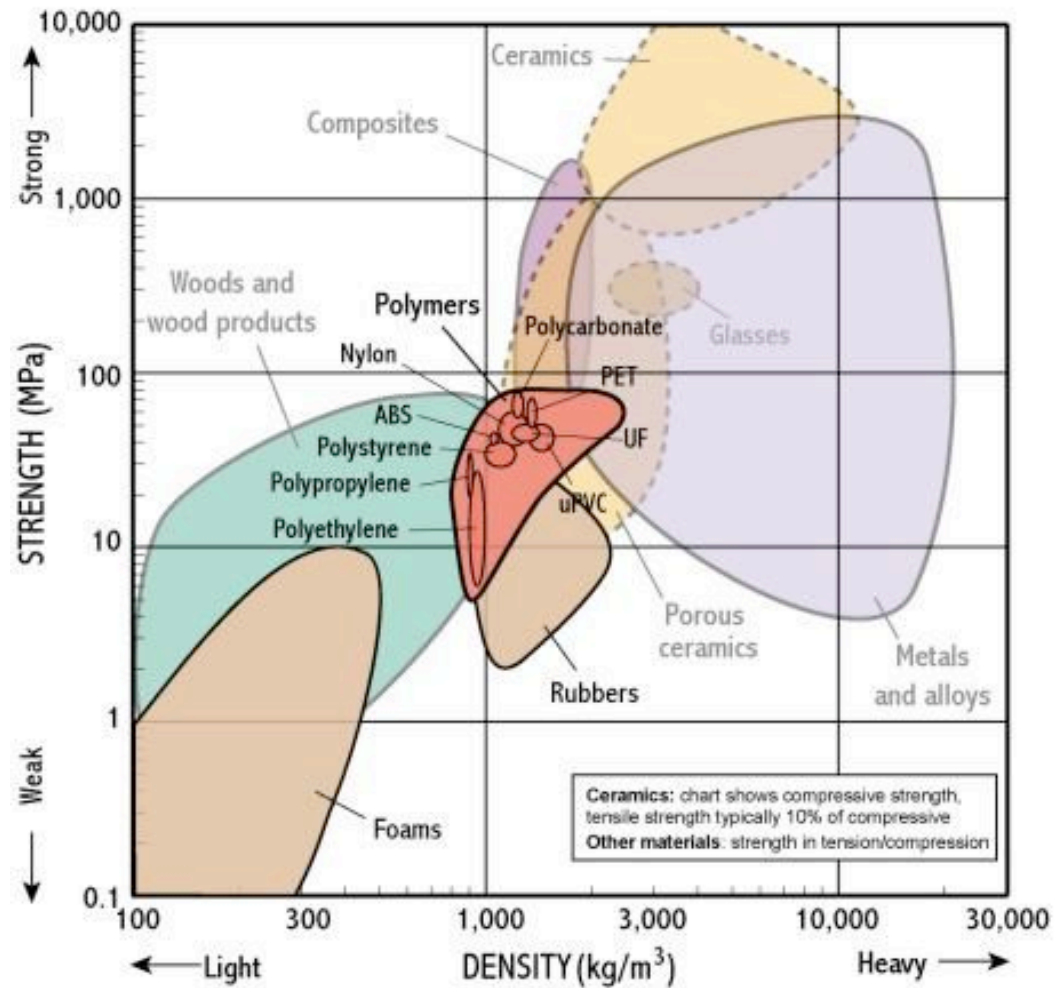 10,000
1,000
100
10
1
0.1
Strong
STRENGTH (MPa)
Weak
Ceramics
Composites
Woods and
wood products
Polymers
Polycarbonate
Glasses
Nylon
PET
ABS
UF
Polystyrene
Polypropylene
uPVC
Polyethylene
Porous
ceramics
Metals
and alloys
Rubbers
Foams
Ceramics: chart shows compressive strength,
tensile strength typically 10% of compressive
Other materials: strength in tension/compression
100
300
1,000
3,000
10,000
30,000
Light
DENSITY (kg/m³)
Heavy